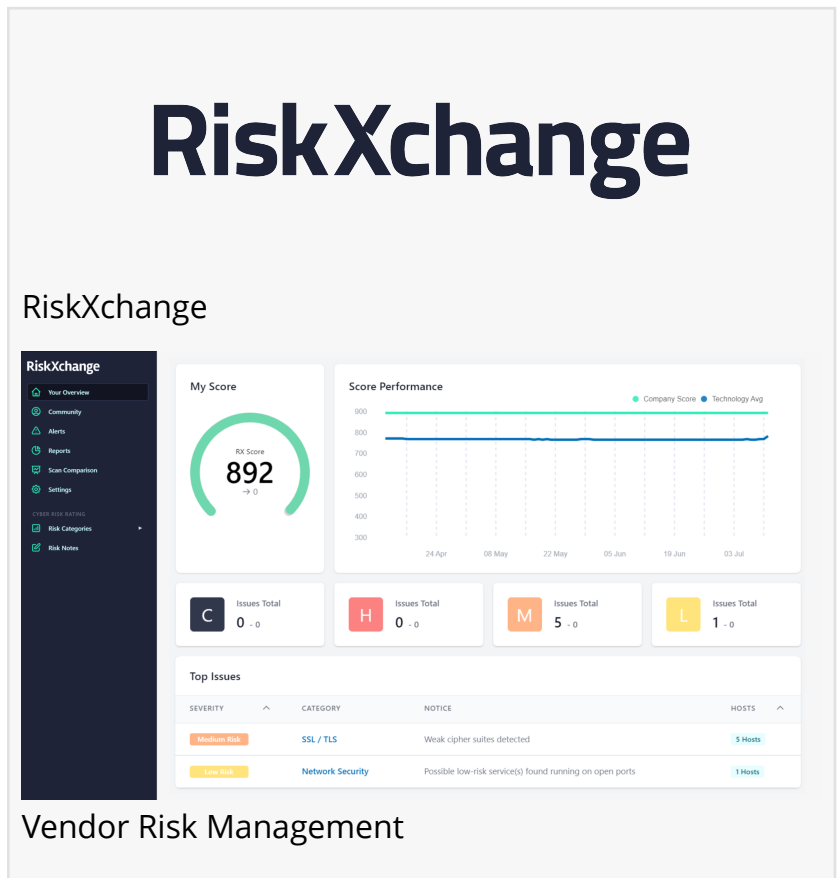 RiskXchange
RiskXchange
RiskXchange
Your Overview
Community
Alerts
Reports
Scan Comparison
Settings
CYBER RISK RATING
Risk Categories
Risk Notes
My Score
RX Score
892
→ 0
Score Performance
Company Score Technology Avg
900
800
700
600
500
400
300
24 Apr 08 May 22 May 05 Jun 19 Jun 03 Jul
C Issues Total 0 - 0
H Issues Total 0 - 0
M Issues Total 5 - 0
L Issues Total 1 - 0
Top Issues
SEVERITY CATEGORY NOTICE HOSTS
Medium Risk SSL / TLS Weak cipher suites detected 5 Hosts
Low Risk Network Security Possible low-risk service(s) found running on open ports 1 Hosts
Vendor Risk Management